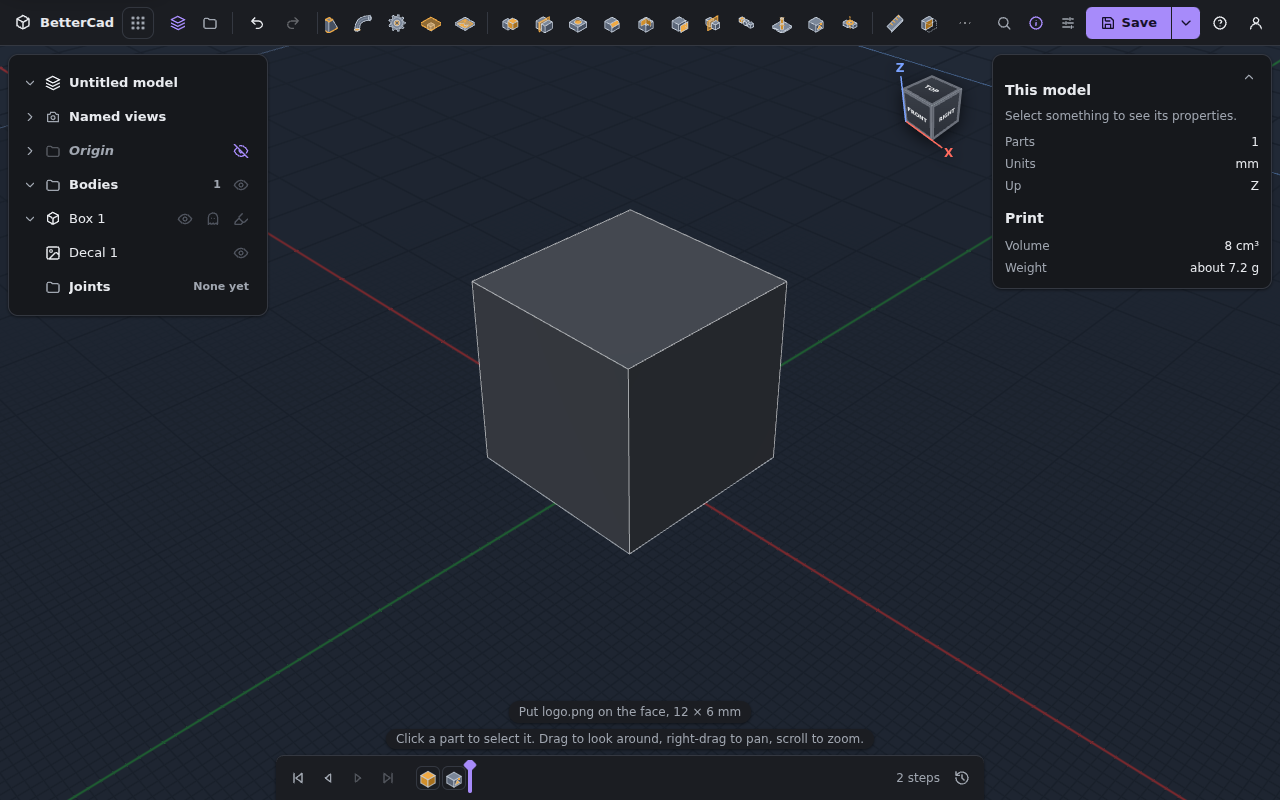 BetterCad
Save
Untitled model
Named views
Origin
Bodies 1
Box 1
Decal 1
Joints None yet
Z
TOP
FRONT
RIGHT
X
This model
Select something to see its properties.
Parts 1
Units mm
Up Z
Print
Volume 8 cm³
Weight about 7.2 g
Put logo.png on the face, 12 × 6 mm
Click a part to select it. Drag to look around, right-drag to pan, scroll to zoom.
2 steps